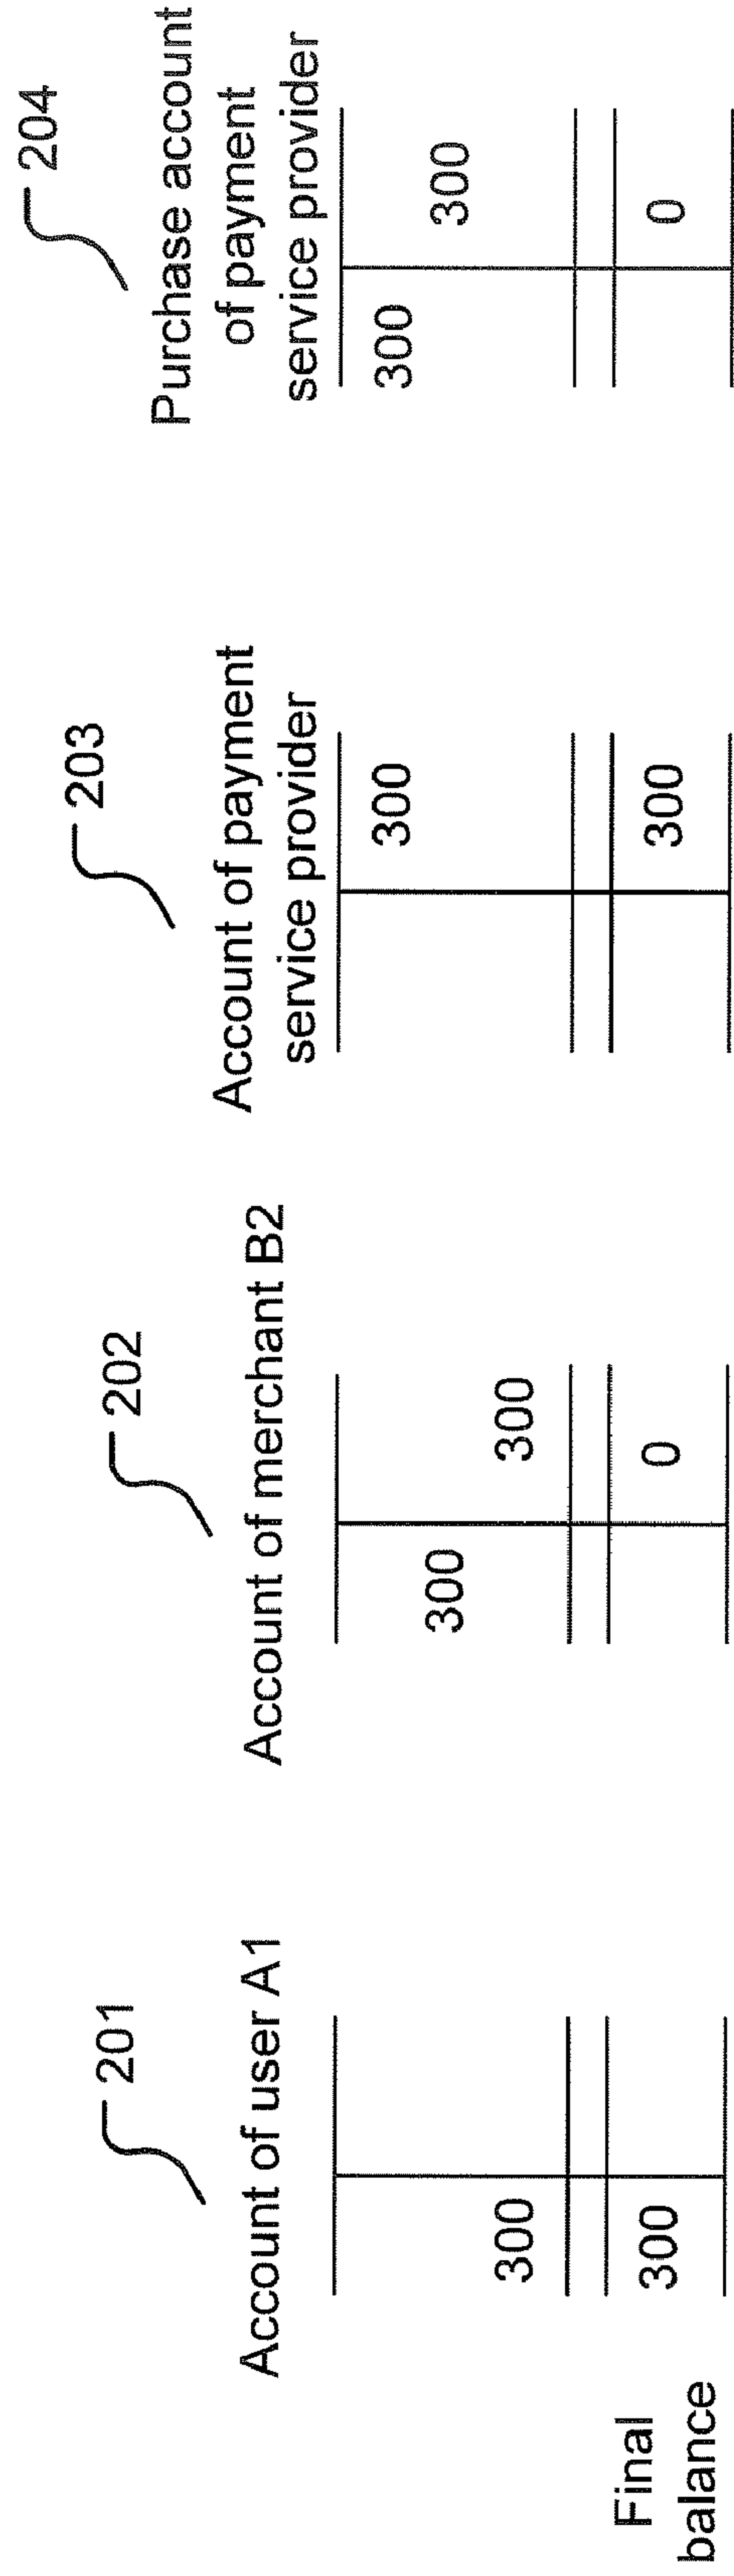 201
Account of user A1
300
300
202
Account of merchant B2
300
300
0
203
Account of payment
service provider
300
300
204
Purchase account
of payment
service provider
300
300
0
Final
balance